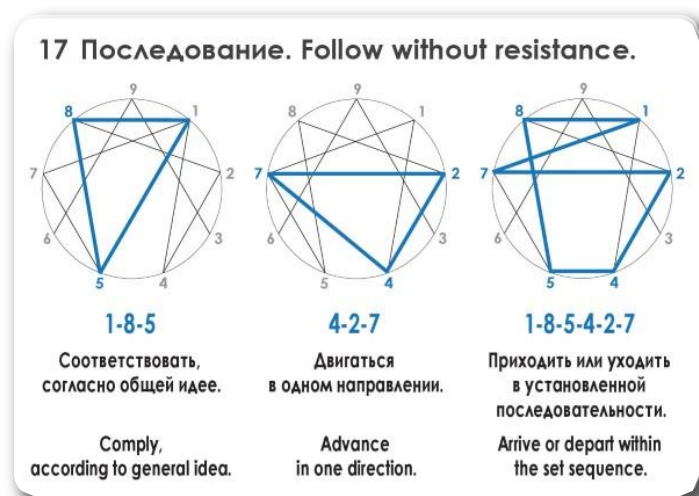 17 Последование. Follow without resistance.
9
8 1
7 2
6 3
5 4
9
8 1
7 2
6 3
5 4
9
8 1
7 2
6 3
5 4
1-8-5
Соответствовать,
согласно общей идее.
Comply,
according to general idea.
4-2-7
Двигаться
в одном направлении.
Advance
in one direction.
1-8-5-4-2-7
Приходить или уходить
в установленной
последовательности.
Arrive or depart within
the set sequence.